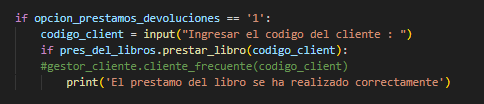 if opcion_prestamos_devoluciones == '1':
    codigo_client = input("Ingresar el codigo del cliente : ")
    if pres_del_libros.prestar_libro(codigo_client):
    #gestor_cliente.cliente_frecuente(codigo_client)
        print('El prestamo del libro se ha realizado correctamente')